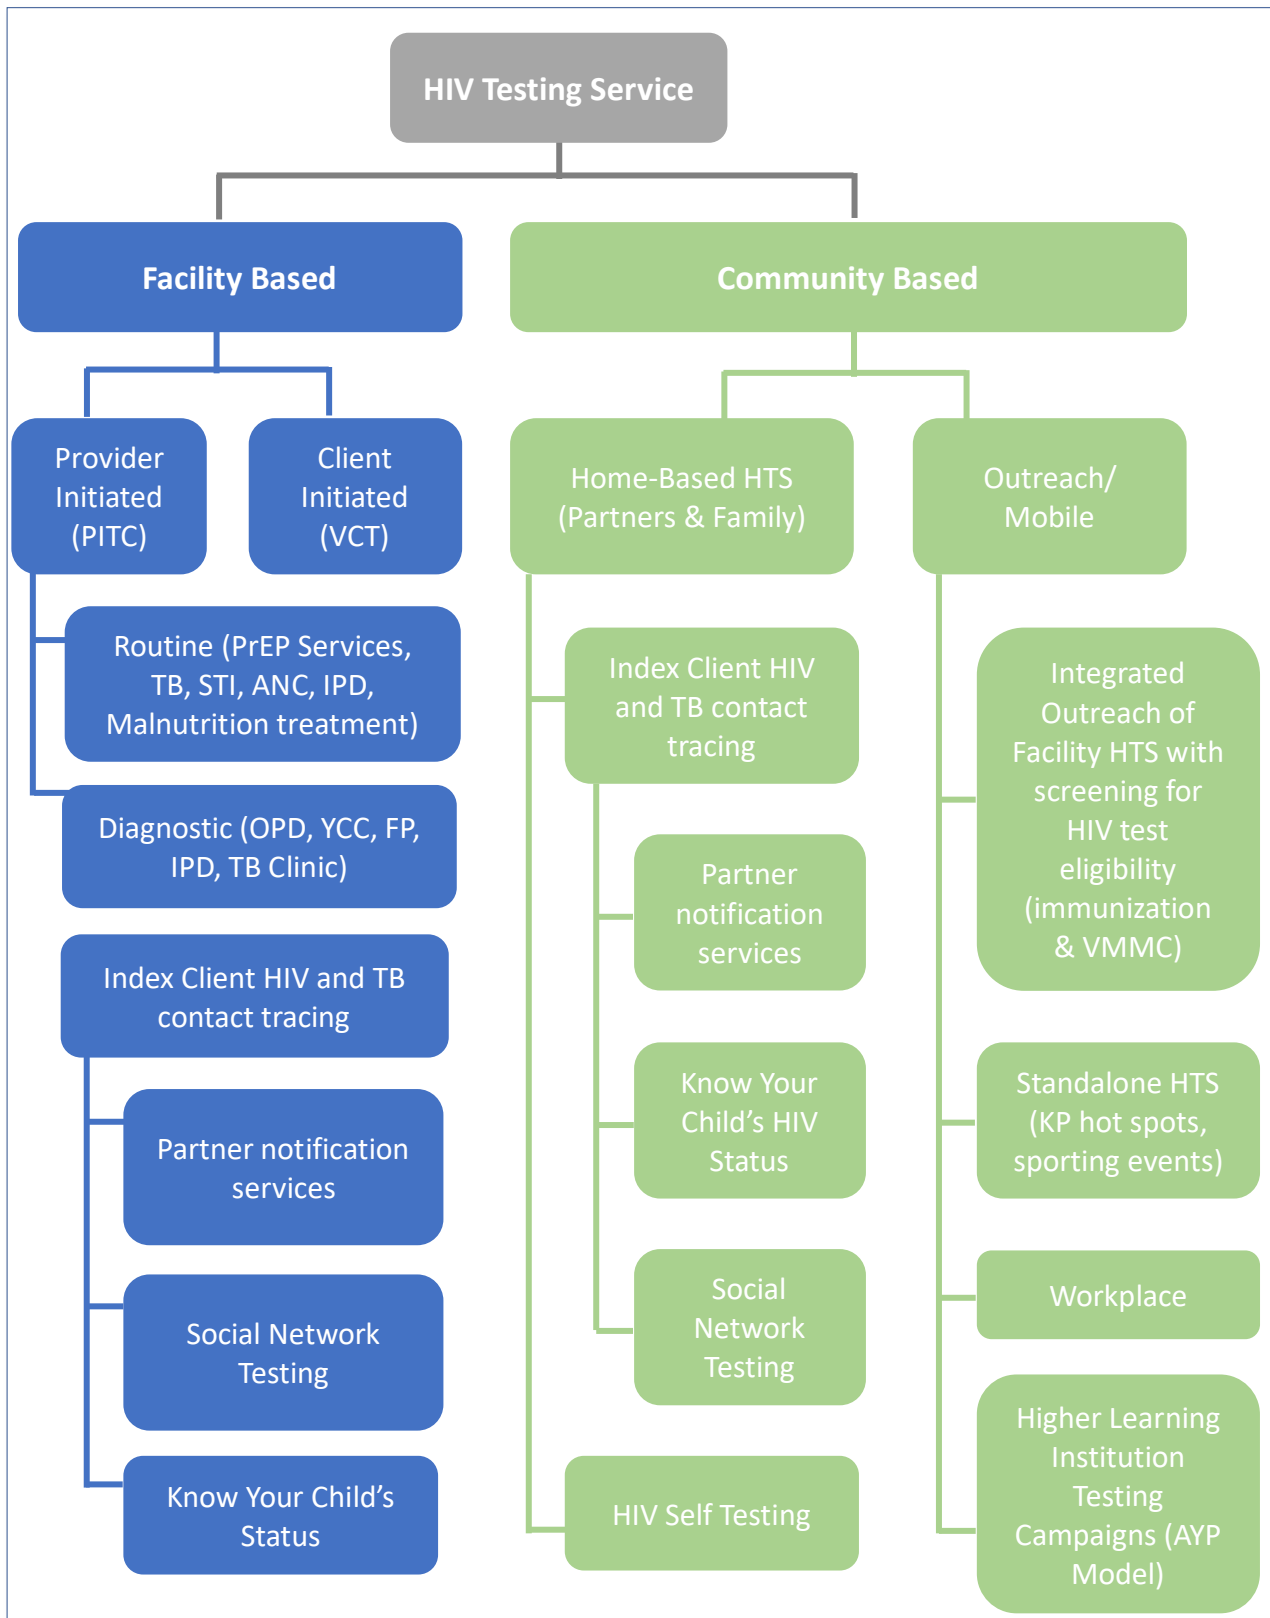 HIV Testing Service
Facility Based
Community Based
Provider
Initiated
(PITC)
Client
Initiated
(VCT)
Home-Based HTS
(Partners & Family)
Outreach/
Mobile
Routine (PrEP Services,
TB, STI, ANC, IPD,
Malnutrition treatment)
Diagnostic (OPD, YCC, FP,
IPD, TB Clinic)
Index Client HIV and TB
contact tracing
Partner notification
services
Social Network
Testing
Know Your Child's
Status
Index Client HIV
and TB contact
tracing
Partner
notification
services
Know Your
Child's HIV
Status
Social
Network
Testing
HIV Self Testing
Integrated
Outreach of
Facility HTS with
screening for
HIV test
eligibility
(immunization
& VMMC)
Standalone HTS
(KP hot spots,
sporting events)
Workplace
Higher Learning
Institution
Testing
Campaigns (AYP
Model)